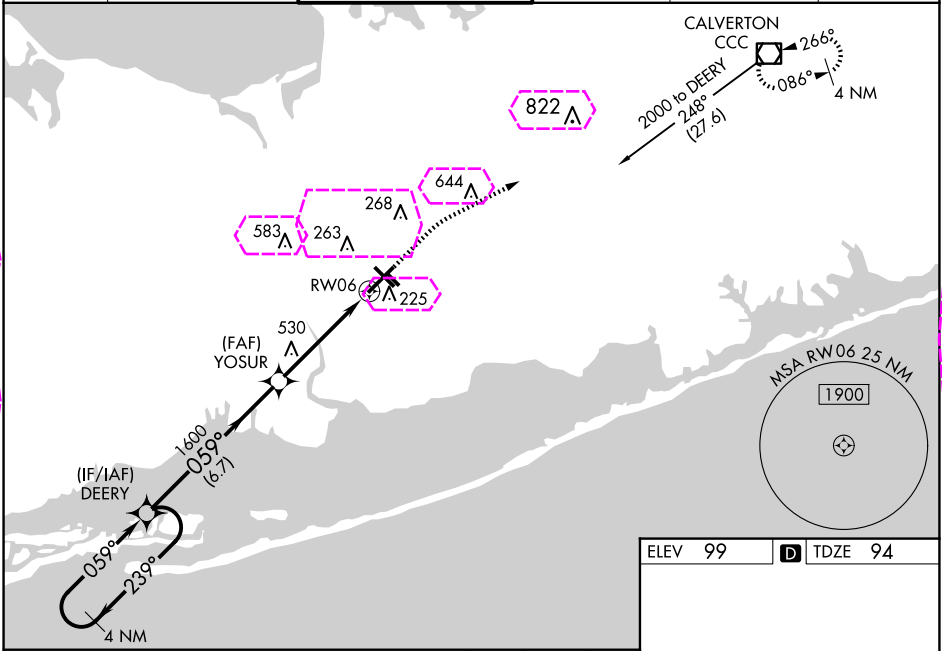 CALVERTON
CCC
266°
086°
4 NM
2000 to DEERY
248°
(27.6)
822
644
268
583
263
RW06
225
530
(FAF)
YOSUR
MSA RW06 25 NM
1900
1600
059°
(6.7)
(IF/IAF)
DEERY
059°
239°
4 NM
ELEV 99 D TDZE 94